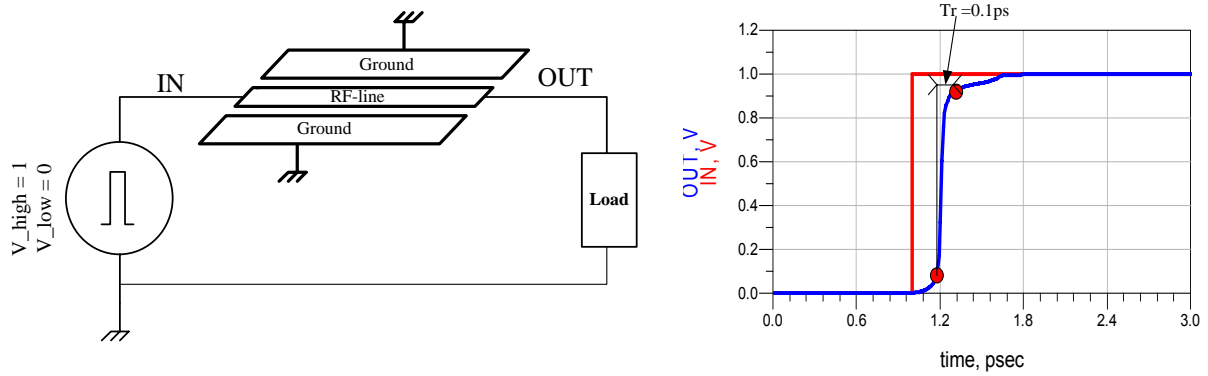 Ground
IN
OUT
RF-line
Ground
V_high = 1
V_low = 0
Load
Tr =0.1ps
OUT, V
IN, V
1.2
1.0
0.8
0.6
0.4
0.2
0.0
0.0 0.6 1.2 1.8 2.4 3.0
time, psec